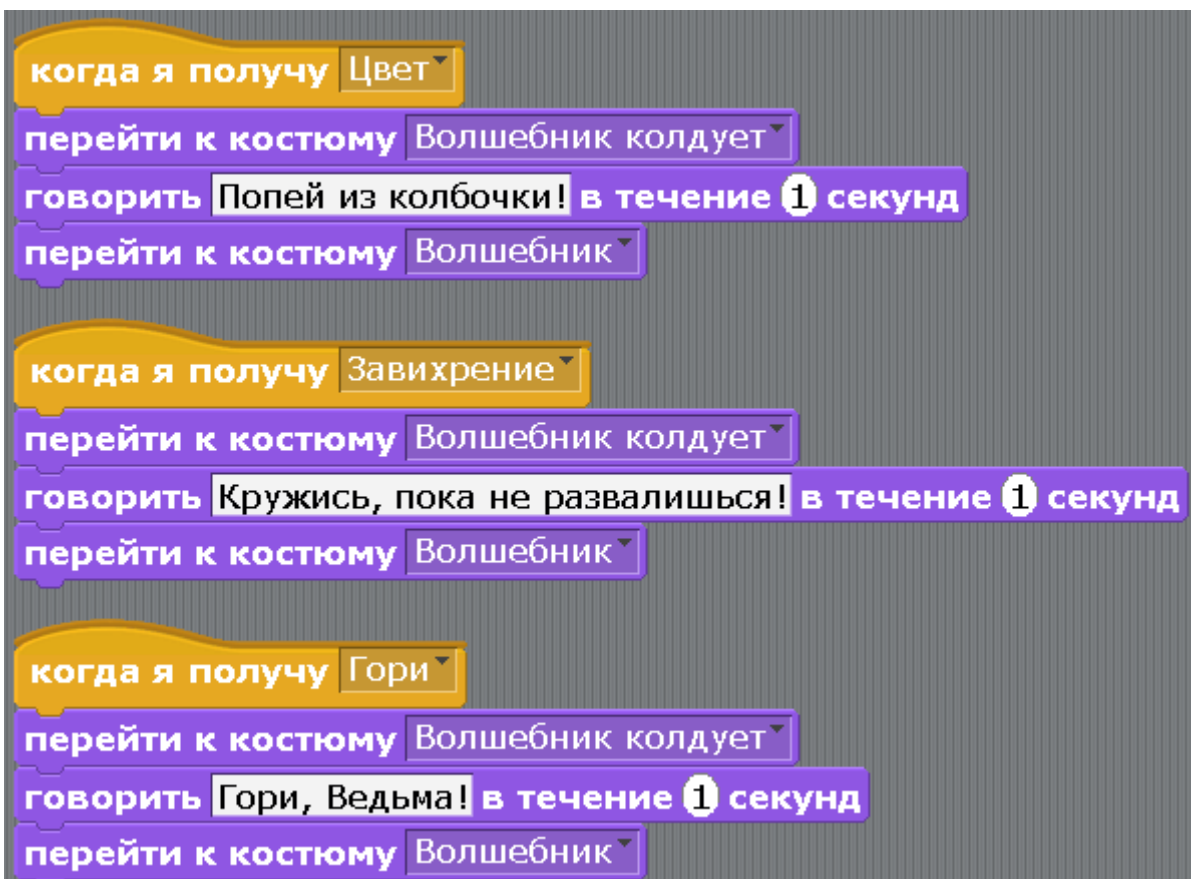 когда я получу Цвет
перейти к костюму Волшебник колдует
говорить Попей из колбочки! в течение 1 секунд
перейти к костюму Волшебник
когда я получу Завихрение
перейти к костюму Волшебник колдует
говорить Кружись, пока не развалишься! в течение 1 секунд
перейти к костюму Волшебник
когда я получу Гори
перейти к костюму Волшебник колдует
говорить Гори, Ведьма! в течение 1 секунд
перейти к костюму Волшебник